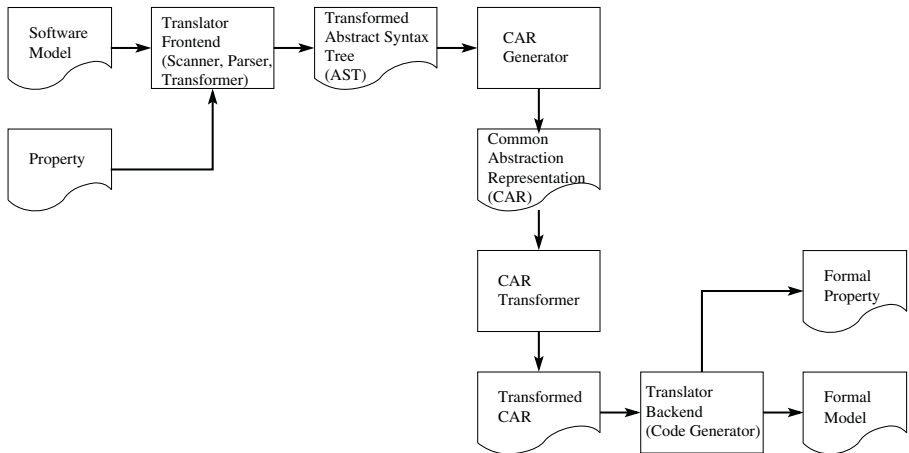 Software
Model
Translator
Frontend
(Scanner, Parser,
Transformer)
Transformed
Abstract Syntax
Tree
(AST)
CAR
Generator
Property
Common
Abstraction
Representation
(CAR)
CAR
Transformer
Formal
Property
Transformed
CAR
Translator
Backend
(Code Generator)
Formal
Model